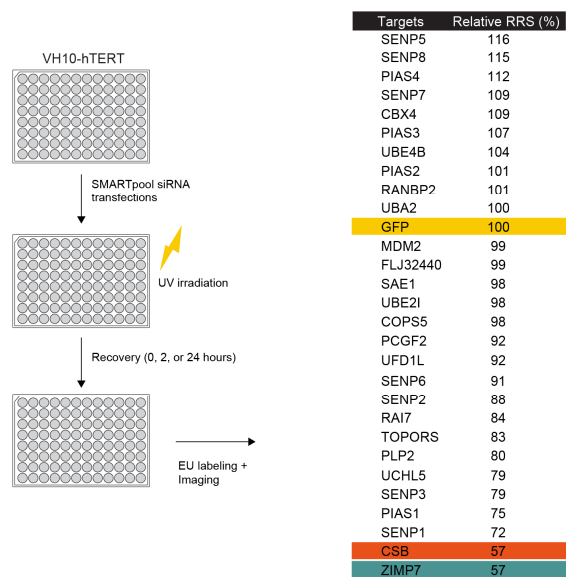 VH10-hTERT
SMARTpool siRNA
transfections
UV irradiation
Recovery (0, 2, or 24 hours)
EU labeling +
Imaging
Targets Relative RRS (%)
SENP5 116
SENP8 115
PIAS4 112
SENP7 109
CBX4 109
PIAS3 107
UBE4B 104
PIAS2 101
RANBP2 101
UBA2 100
GFP 100
MDM2 99
FLJ32440 99
SAE1 98
UBE2I 98
COPS5 98
PCGF2 92
UFD1L 92
SENP6 91
SENP2 88
RAI7 84
TOPORS 83
PLP2 80
UCHL5 79
SENP3 79
PIAS1 75
SENP1 72
CSB 57
ZIMP7 57